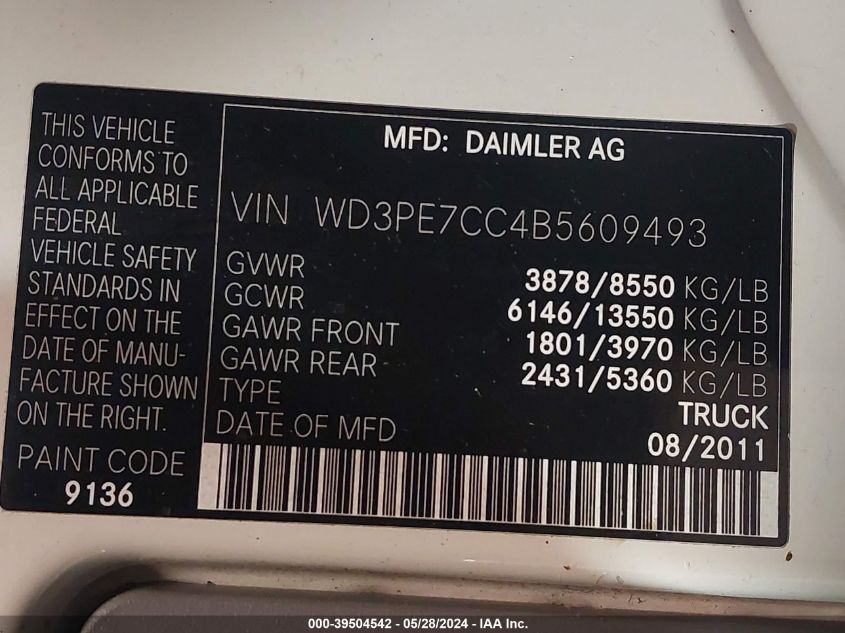 THIS VEHICLE
CONFORMS TO
ALL APPLICABLE
FEDERAL
VEHICLE SAFETY
STANDARDS IN
EFFECT ON THE
DATE OF MANU-
FACTURE SHOWN
ON THE RIGHT.
PAINT CODE
9136
MFD: DAIMLER AG
VIN WD3PE7CC4B5609493
GVWR 3878/8550 KG/LB
GCWR 6146/13550 KG/LB
GAWR FRONT 1801/3970 KG/LB
GAWR REAR 2431/5360 KG/LB
TYPE TRUCK
DATE OF MFD 08/2011
000-39504542 - 05/28/2024 - IAA Inc.